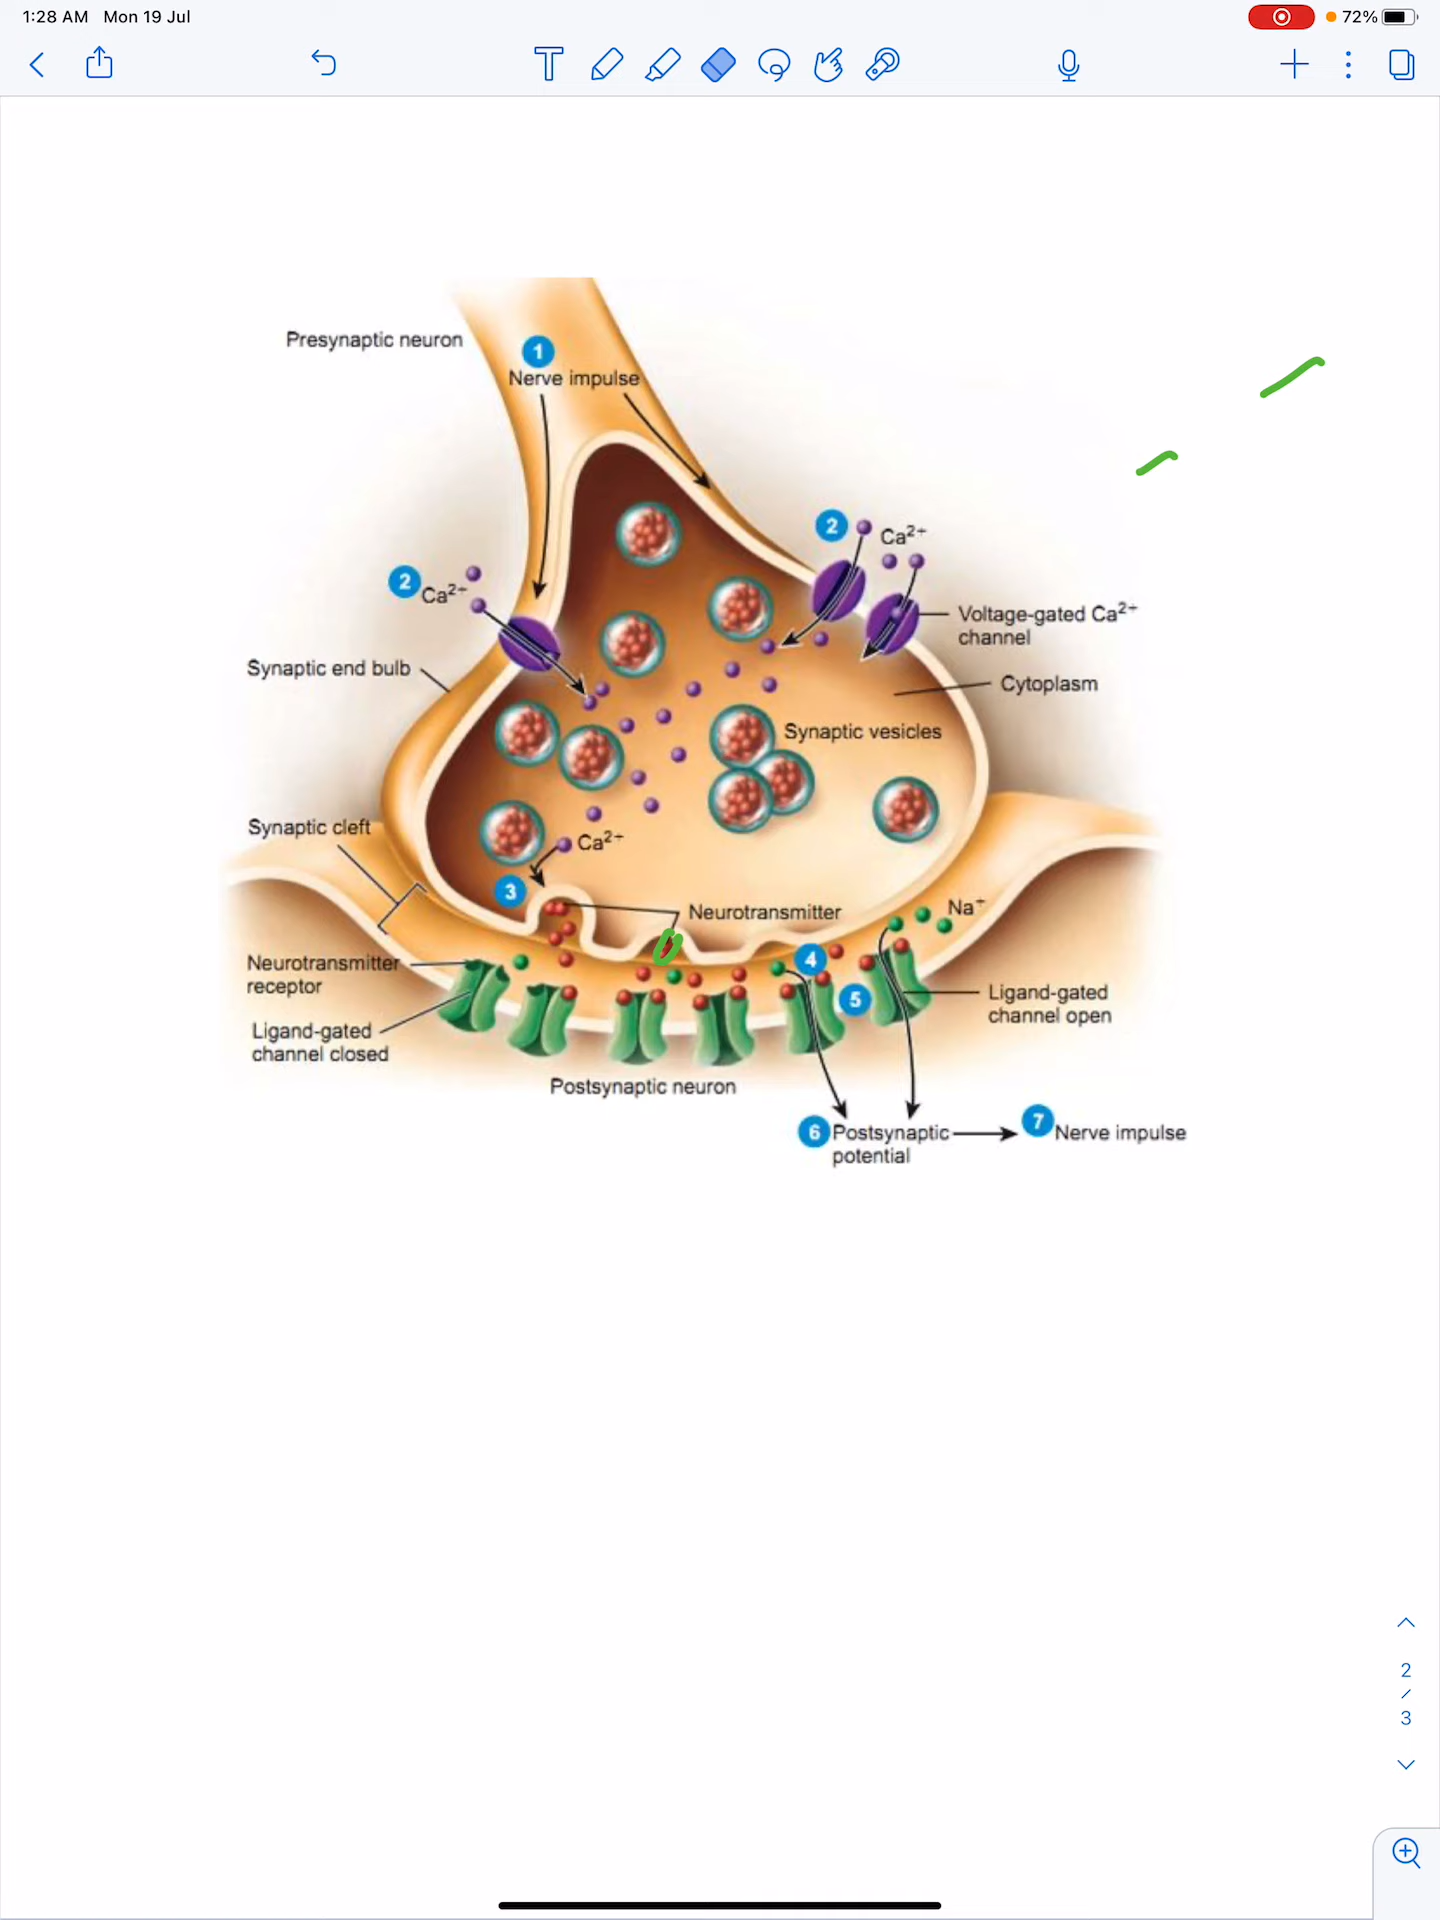 1:28 AM Mon 19 Jul
72%
Presynaptic neuron
1
Nerve impulse
2
Ca2+
2
Ca2+
Voltage-gated Ca2+
channel
Synaptic end bulb
Cytoplasm
Synaptic vesicles
Synaptic cleft
Ca2+
3
Neurotransmitter
Na+
Neurotransmitter
receptor
4
5
Ligand-gated
channel open
Ligand-gated
channel closed
Postsynaptic neuron
6 Postsynaptic
potential
7 Nerve impulse
2
/
3